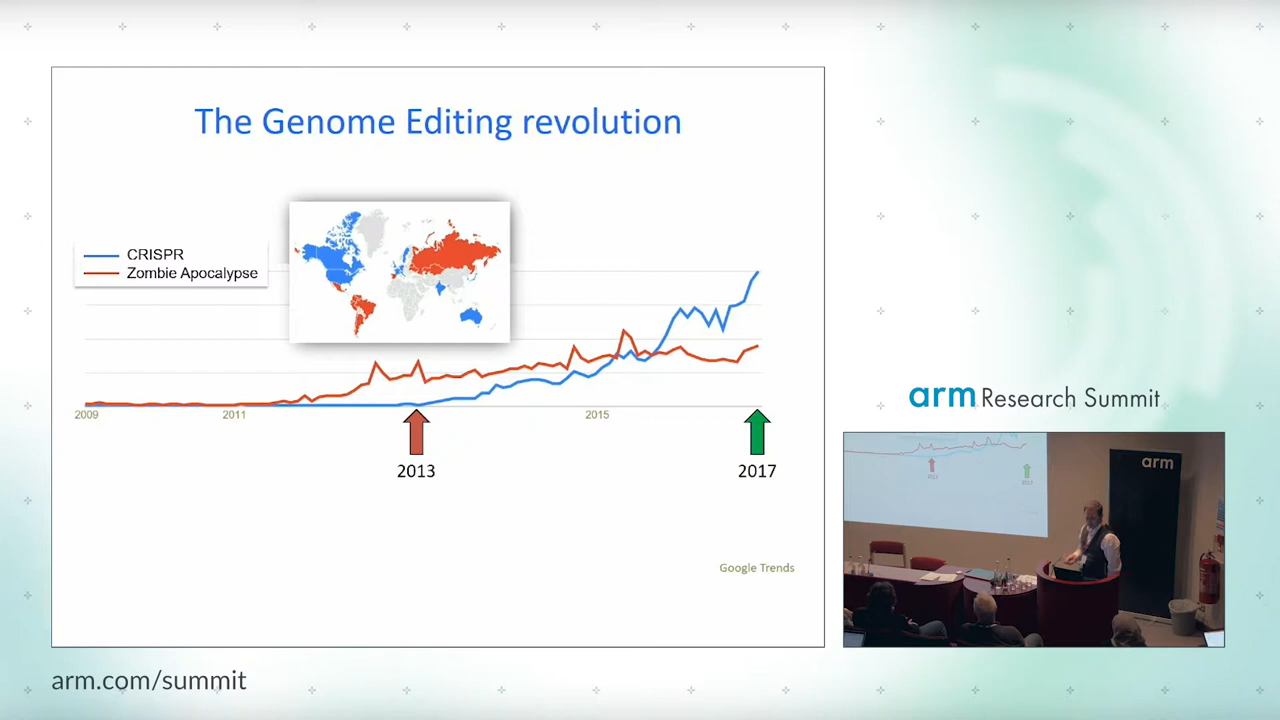 The Genome Editing revolution
CRISPR
Zombie Apocalypse
2009
2011
2015
2013
2017
Google Trends
arm Research Summit
arm
arm.com/summit